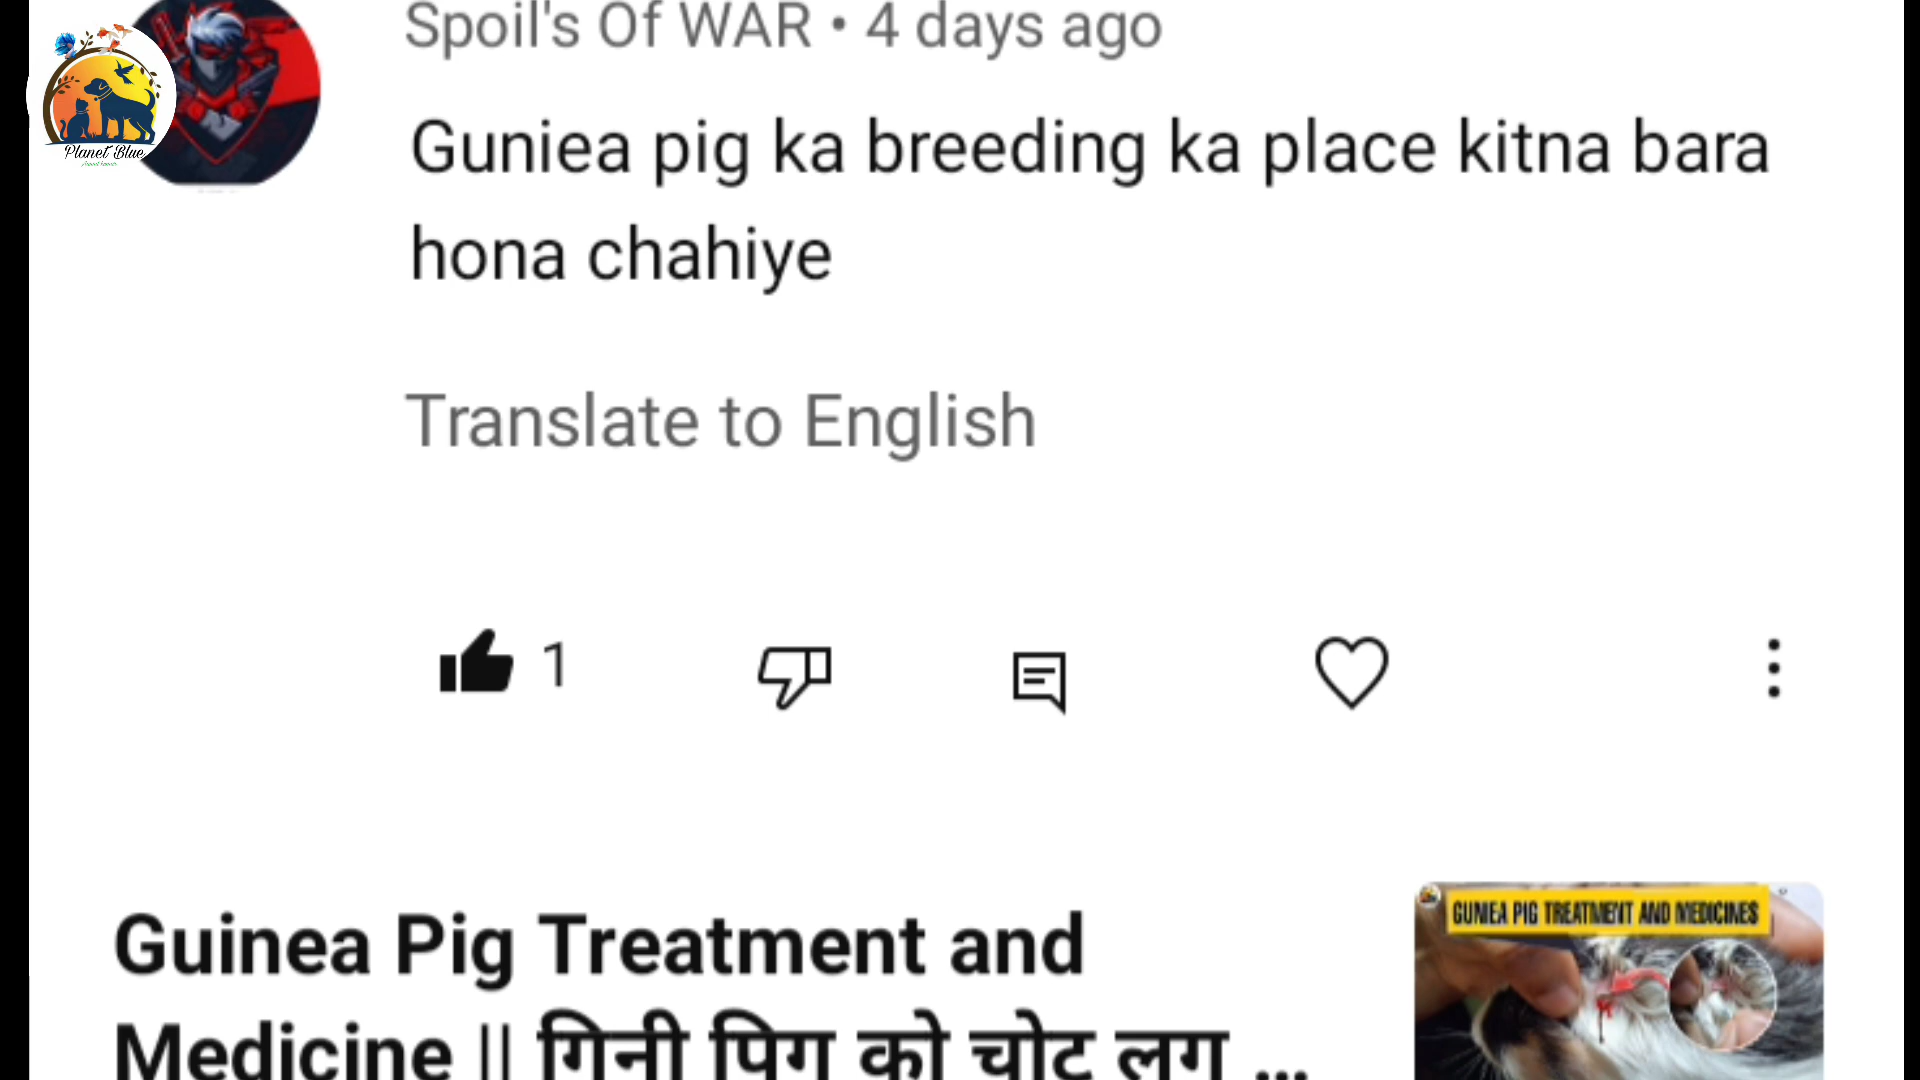 Spoil's Of WAR • 4 days ago
Planet Blue
Guniea pig ka breeding ka place kitna bara
hona chahiye
Translate to English
1
Guinea Pig Treatment and
Medicine || गिनी पिग को चोट लग ...
GUNIEA PIG TREATMENT AND MEDICINES